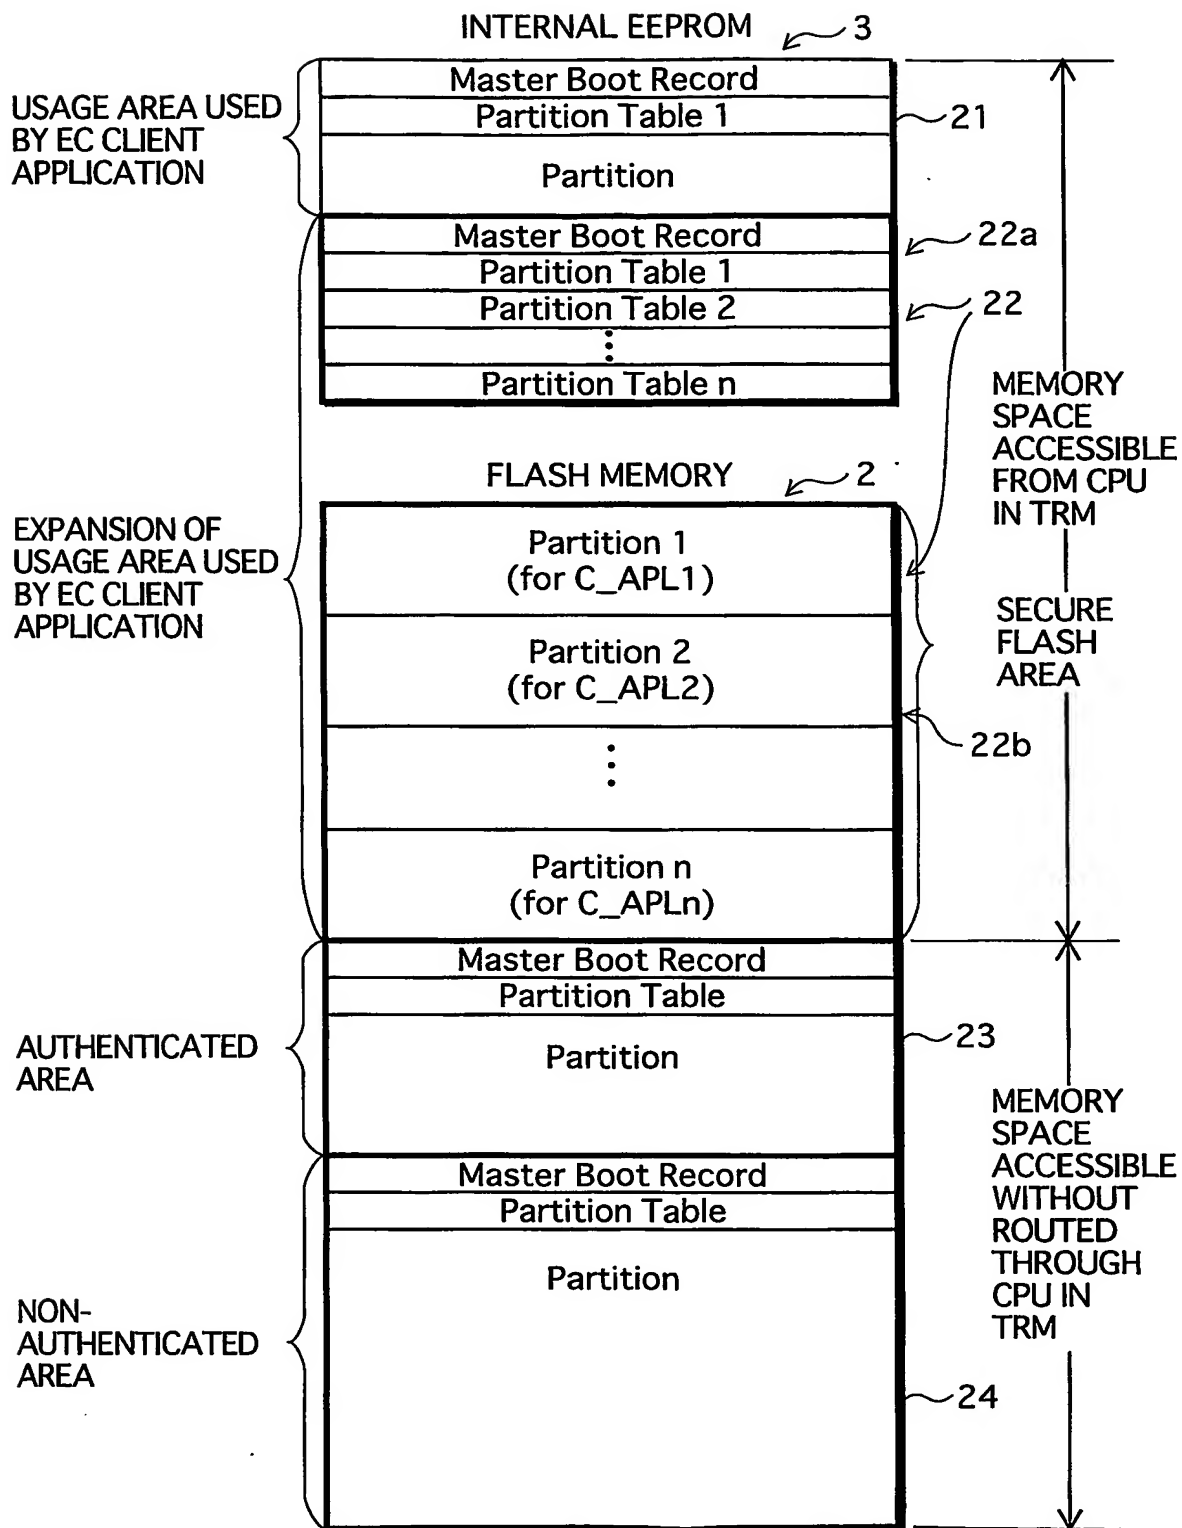 INTERNAL EEPROM
3
USAGE AREA USED
BY EC CLIENT
APPLICATION
Master Boot Record
Partition Table 1
Partition
21
Master Boot Record
Partition Table 1
Partition Table 2
⋮
Partition Table n
22a
22
MEMORY
SPACE
ACCESSIBLE
FROM CPU
IN TRM
FLASH MEMORY
2
EXPANSION OF
USAGE AREA USED
BY EC CLIENT
APPLICATION
Partition 1
(for C_APL1)
Partition 2
(for C_APL2)
⋮
Partition n
(for C_APLn)
SECURE
FLASH
AREA
22b
AUTHENTICATED
AREA
Master Boot Record
Partition Table
Partition
23
NON-
AUTHENTICATED
AREA
Master Boot Record
Partition Table
Partition
24
MEMORY
SPACE
ACCESSIBLE
WITHOUT
ROUTED
THROUGH
CPU IN
TRM